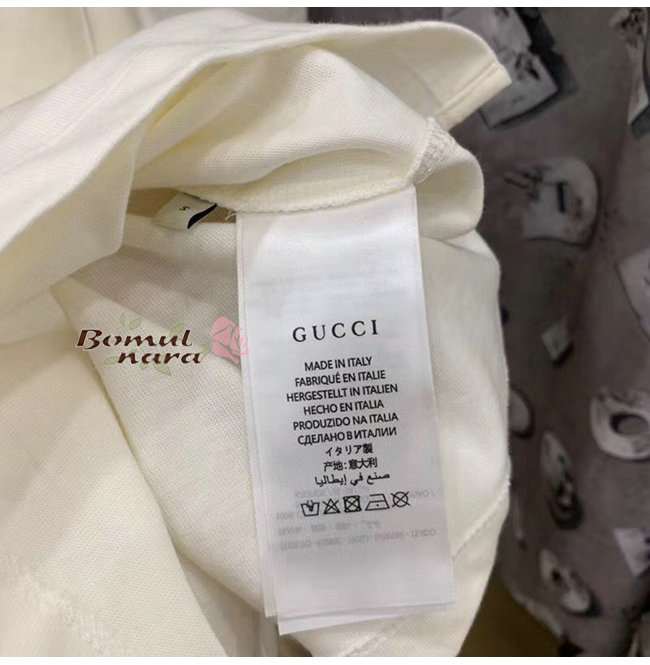 S
Bomul
nara
GUCCI
MADE IN ITALY
FABRIQUÉ EN ITALIE
HERGESTELLT IN ITALIEN
HECHO EN ITALIA
PRODUZIDO NA ITALIA
СДЕЛАНО В ИТАЛИИ
イタリア製
产地:意大利
صنع في إيطاليا